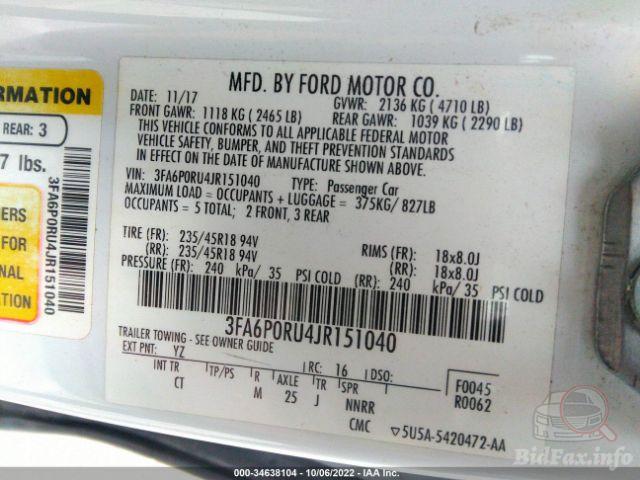 MFD. BY FORD MOTOR CO.
DATE: 11/17 GVWR: 2136 KG ( 4710 LB)
FRONT GAWR: 1118 KG ( 2465 LB) REAR GAWR: 1039 KG ( 2290 LB)
THIS VEHICLE CONFORMS TO ALL APPLICABLE FEDERAL MOTOR
VEHICLE SAFETY, BUMPER, AND THEFT PREVENTION STANDARDS
IN EFFECT ON THE DATE OF MANUFACTURE SHOWN ABOVE.
VIN: 3FA6P0RU4JR151040 TYPE: Passenger Car
MAXIMUM LOAD = OCCUPANTS + LUGGAGE = 375KG/ 827LB
OCCUPANTS = 5 TOTAL; 2 FRONT, 3 REAR
TIRE (FR): 235/45R18 94V RIMS (FR): 18x8.0J
(RR): 235/45R18 94V (RR): 18x8.0J
PRESSURE (FR): 240 kPa/ 35 PSI COLD (RR): 240 kPa/ 35 PSI COLD
3FA6P0RU4JR151040
TRAILER TOWING - SEE OWNER GUIDE
EXT PNT: YZ RC: 16 DSO: F0045
INT TR TP/PS R AXLE TR SPR R0062
CT M 25 J NNRR
CMC 5U5A-5420472-AA
RMATION
REAR: 3
7 lbs.
3FA6P0RU4JR151040
ERS
FOR
NAL
TION
000-34638104 - 10/06/2022 - IAA Inc.
BidFax.info